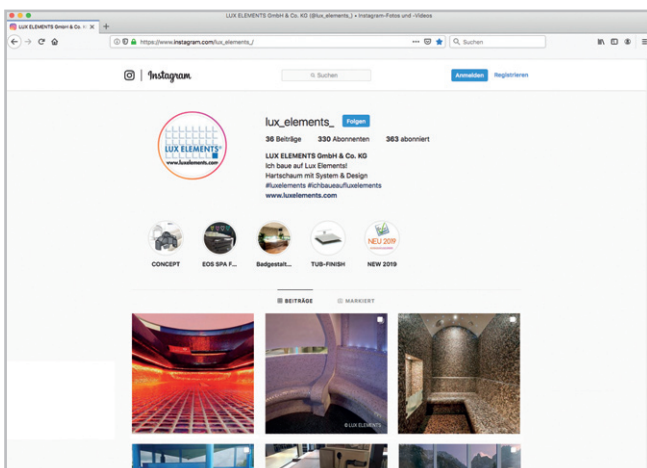 LUX ELEMENTS GmbH & Co. KG (@lux_elements_) • Instagram-Fotos und -Videos
LUX ELEMENTS GmbH & Co. K
https://www.instagram.com/lux_elements_/
Suchen
Instagram
Suchen
Anmelden
Registrieren
lux_elements_
Folgen
36 Beiträge 330 Abonnenten 363 abonniert
LUX ELEMENTS GmbH & Co. KG
Ich baue auf Lux Elements!
Hartschaum mit System & Design
#luxelements #ichbaueaufluxelements
www.luxelements.com
LUX ELEMENTS®
www.luxelements.com
NEU 2019
CONCEPT
EOS SPA F...
Badgestalt...
TUB-FINISH
NEW 2019
BEITRÄGE
MARKIERT
© LUX ELEMENTS